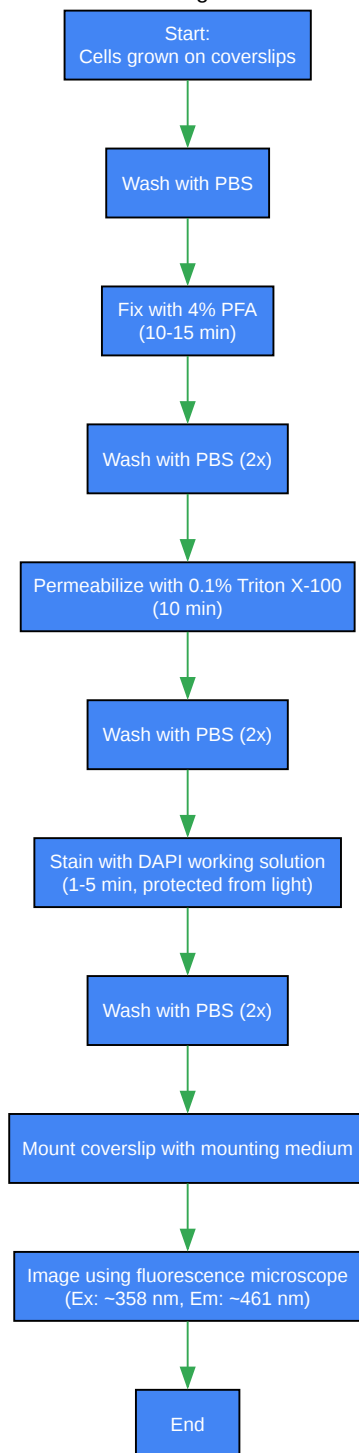 Start:
Cells grown on coverslips
Wash with PBS
Fix with 4% PFA
(10-15 min)
Wash with PBS (2x)
Permeabilize with 0.1% Triton X-100
(10 min)
Wash with PBS (2x)
Stain with DAPI working solution
(1-5 min, protected from light)
Wash with PBS (2x)
Mount coverslip with mounting medium
Image using fluorescence microscope
(Ex: ~358 nm, Em: ~461 nm)
End